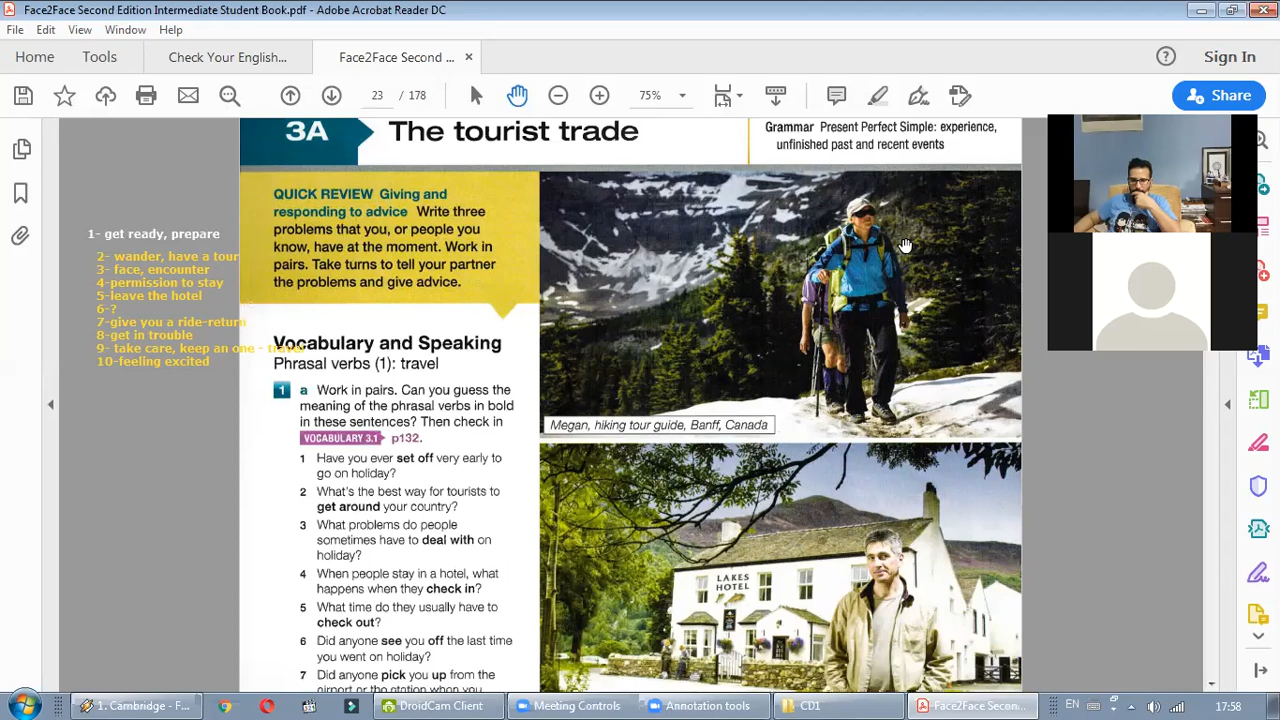 Face2Face Second Edition Intermediate Student Book.pdf - Adobe Acrobat Reader DC
File Edit View Window Help
Home Tools Check Your English... Face2Face Second ... ×
Sign In
23 / 178
75%
Share
3A The tourist trade
Grammar Present Perfect Simple: experience,
unfinished past and recent events
QUICK REVIEW Giving and
responding to advice Write three
problems that you, or people you
know, have at the moment. Work in
pairs. Take turns to tell your partner
the problems and give advice.
1- get ready, prepare
2- wander, have a tour
3- face, encounter
4-permission to stay
5-leave the hotel
6-?
7-give you a ride-return
8-get in trouble
9- take care, keep an one - travel
10-feeling excited
Vocabulary and Speaking
Phrasal verbs (1): travel
1 a Work in pairs. Can you guess the
meaning of the phrasal verbs in bold
in these sentences? Then check in
VOCABULARY 3.1 p132.
1 Have you ever set off very early to
go on holiday?
2 What's the best way for tourists to
get around your country?
3 What problems do people
sometimes have to deal with on
holiday?
4 When people stay in a hotel, what
happens when they check in?
5 What time do they usually have to
check out?
6 Did anyone see you off the last time
you went on holiday?
7 Did anyone pick you up from the
airport or the station when you
Megan, hiking tour guide, Banff, Canada
LAKES
HOTEL
1. Cambridge - F...
DroidCam Client
Meeting Controls
Annotation tools
CD1
Face2Face Secon...
EN
17:58